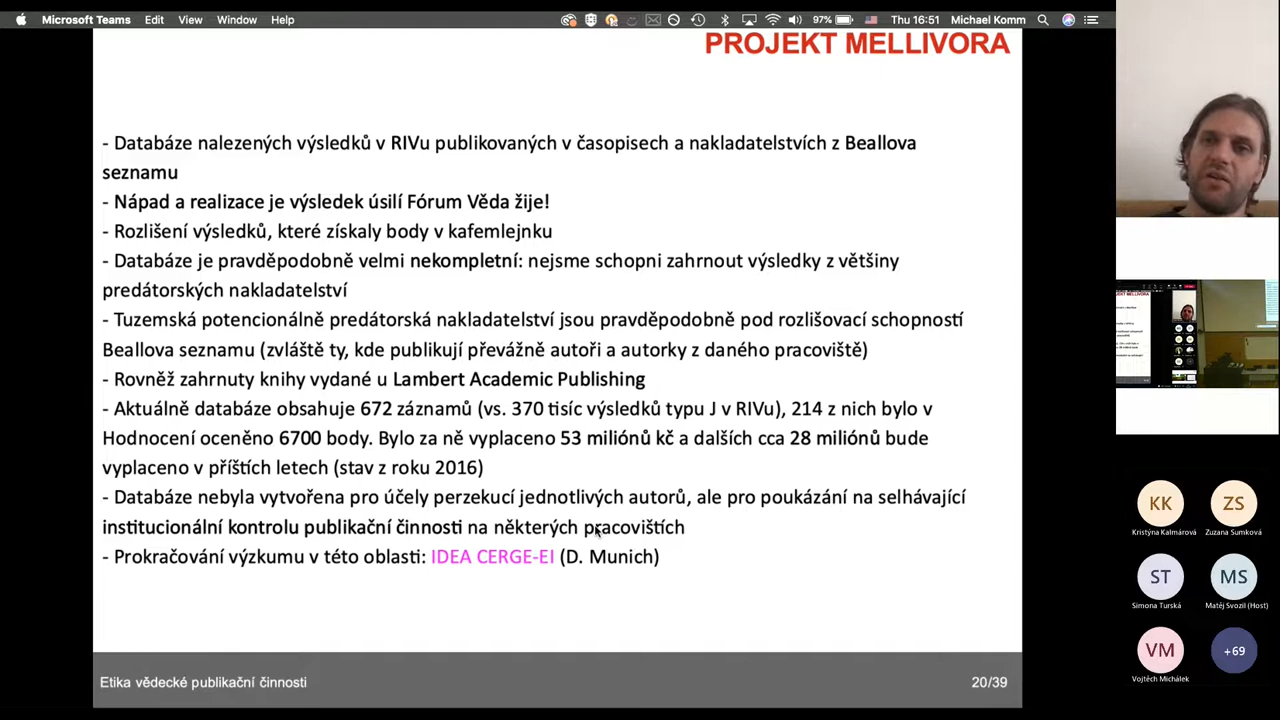 Microsoft Teams Edit View Window Help 97% Thu 16:51 Michael Komm
PROJEKT MELLIVORA
- Databáze nalezených výsledků v RIVu publikovaných v časopisech a nakladatelstvích z Beallova
seznamu
- Nápad a realizace je výsledek úsilí Fórum Věda žije!
- Rozlišení výsledků, které získaly body v kafemlejnku
- Databáze je pravděpodobně velmi nekompletní: nejsme schopni zahrnout výsledky z většiny
predátorských nakladatelství
- Tuzemská potencionálně predátorská nakladatelství jsou pravděpodobně pod rozlišovací schopností
Beallova seznamu (zvláště ty, kde publikují převážně autoři a autorky z daného pracoviště)
- Rovněž zahrnuty knihy vydané u Lambert Academic Publishing
- Aktuálně databáze obsahuje 672 záznamů (vs. 370 tisíc výsledků typu J v RIVu), 214 z nich bylo v
Hodnocení oceněno 6700 body. Bylo za ně vyplaceno 53 miliónů kč a dalších cca 28 miliónů bude
vyplaceno v příštích letech (stav z roku 2016)
- Databáze nebyla vytvořena pro účely perzekucí jednotlivých autorů, ale pro poukázání na selhávající
institucionální kontrolu publikační činnosti na některých pracovištích
- Prokračování výzkumu v této oblasti: IDEA CERGE-EI (D. Munich)
Etika vědecké publikační činnosti
20/39
PROJEKT MELLIVORA
KK ZS
Kristýna Kalmárová Zuzana Sumková
ST MS
Simona Turská Matěj Svozil (Host)
VM +69
Vojtěch Michálek